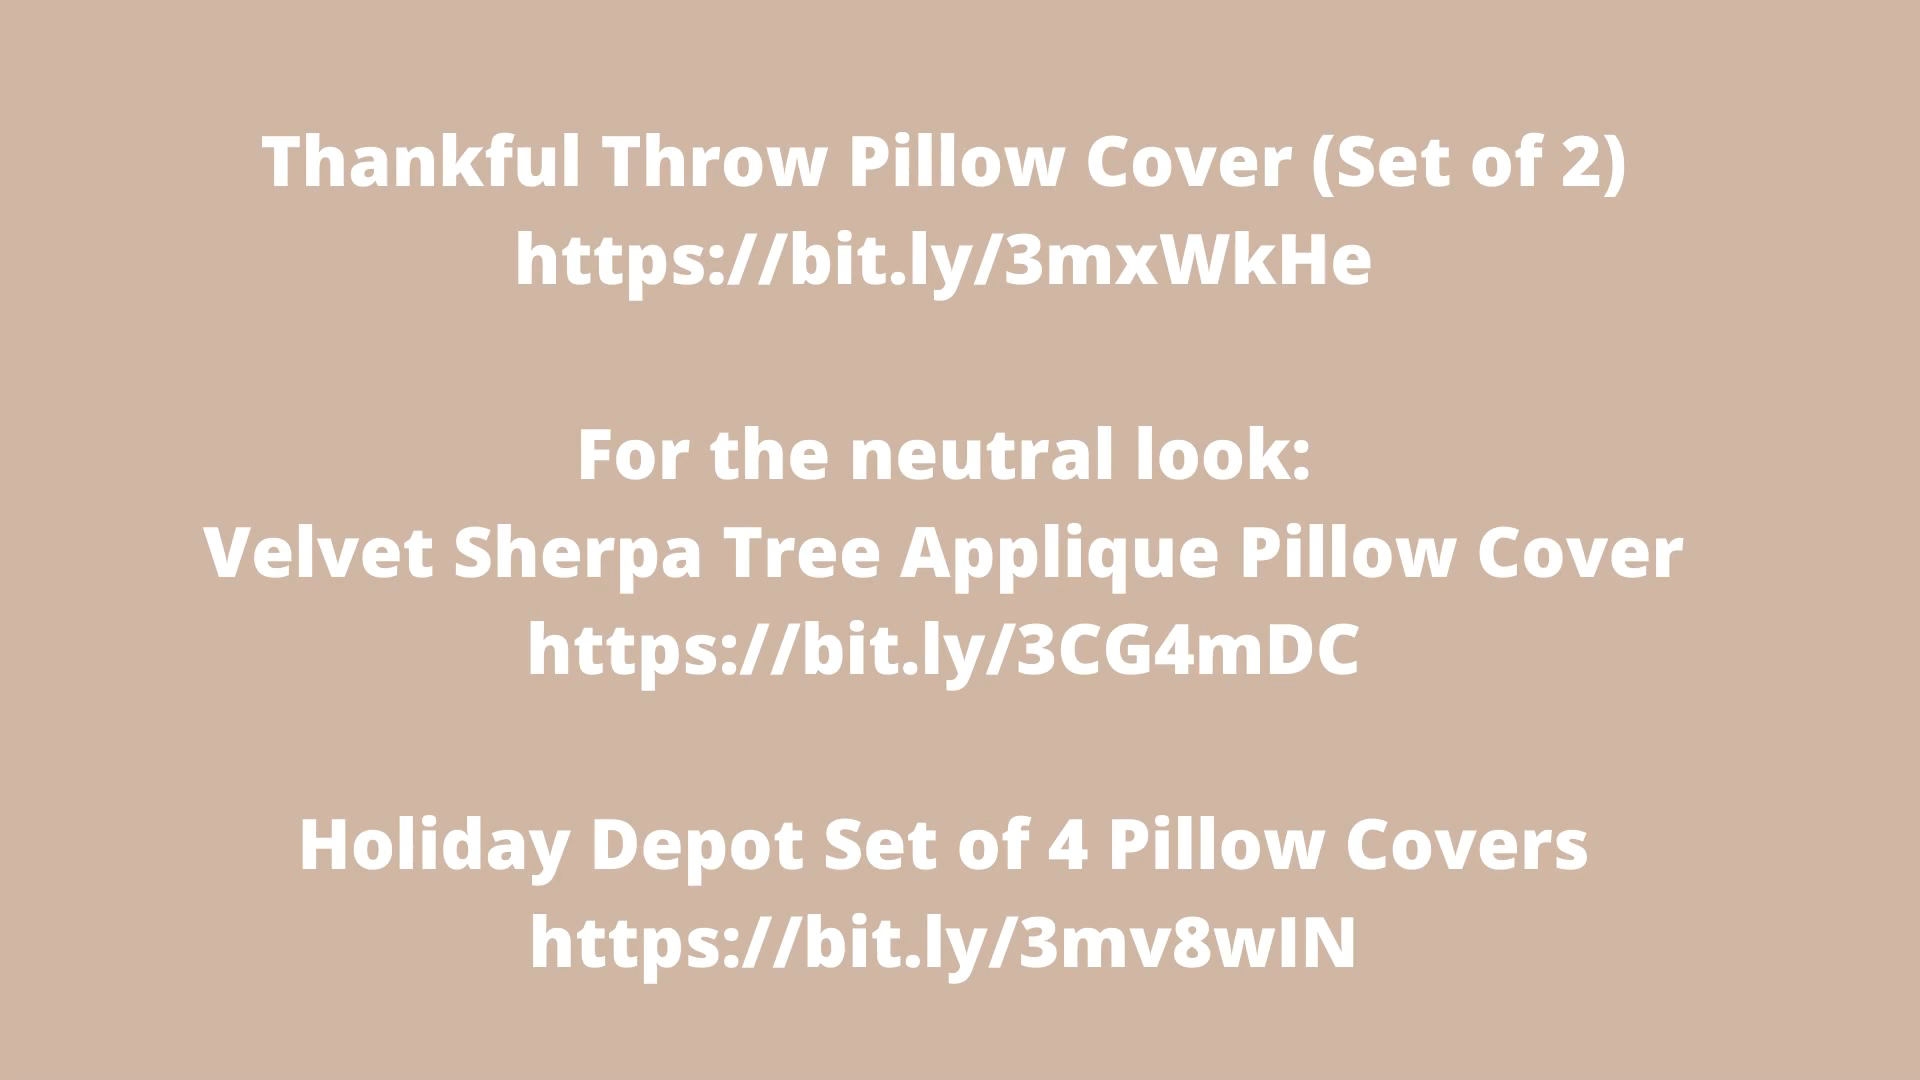 Thankful Throw Pillow Cover (Set of 2)
https://bit.ly/3mxWkHe
For the neutral look:
Velvet Sherpa Tree Applique Pillow Cover
https://bit.ly/3CG4mDC
Holiday Depot Set of 4 Pillow Covers
https://bit.ly/3mv8wIN